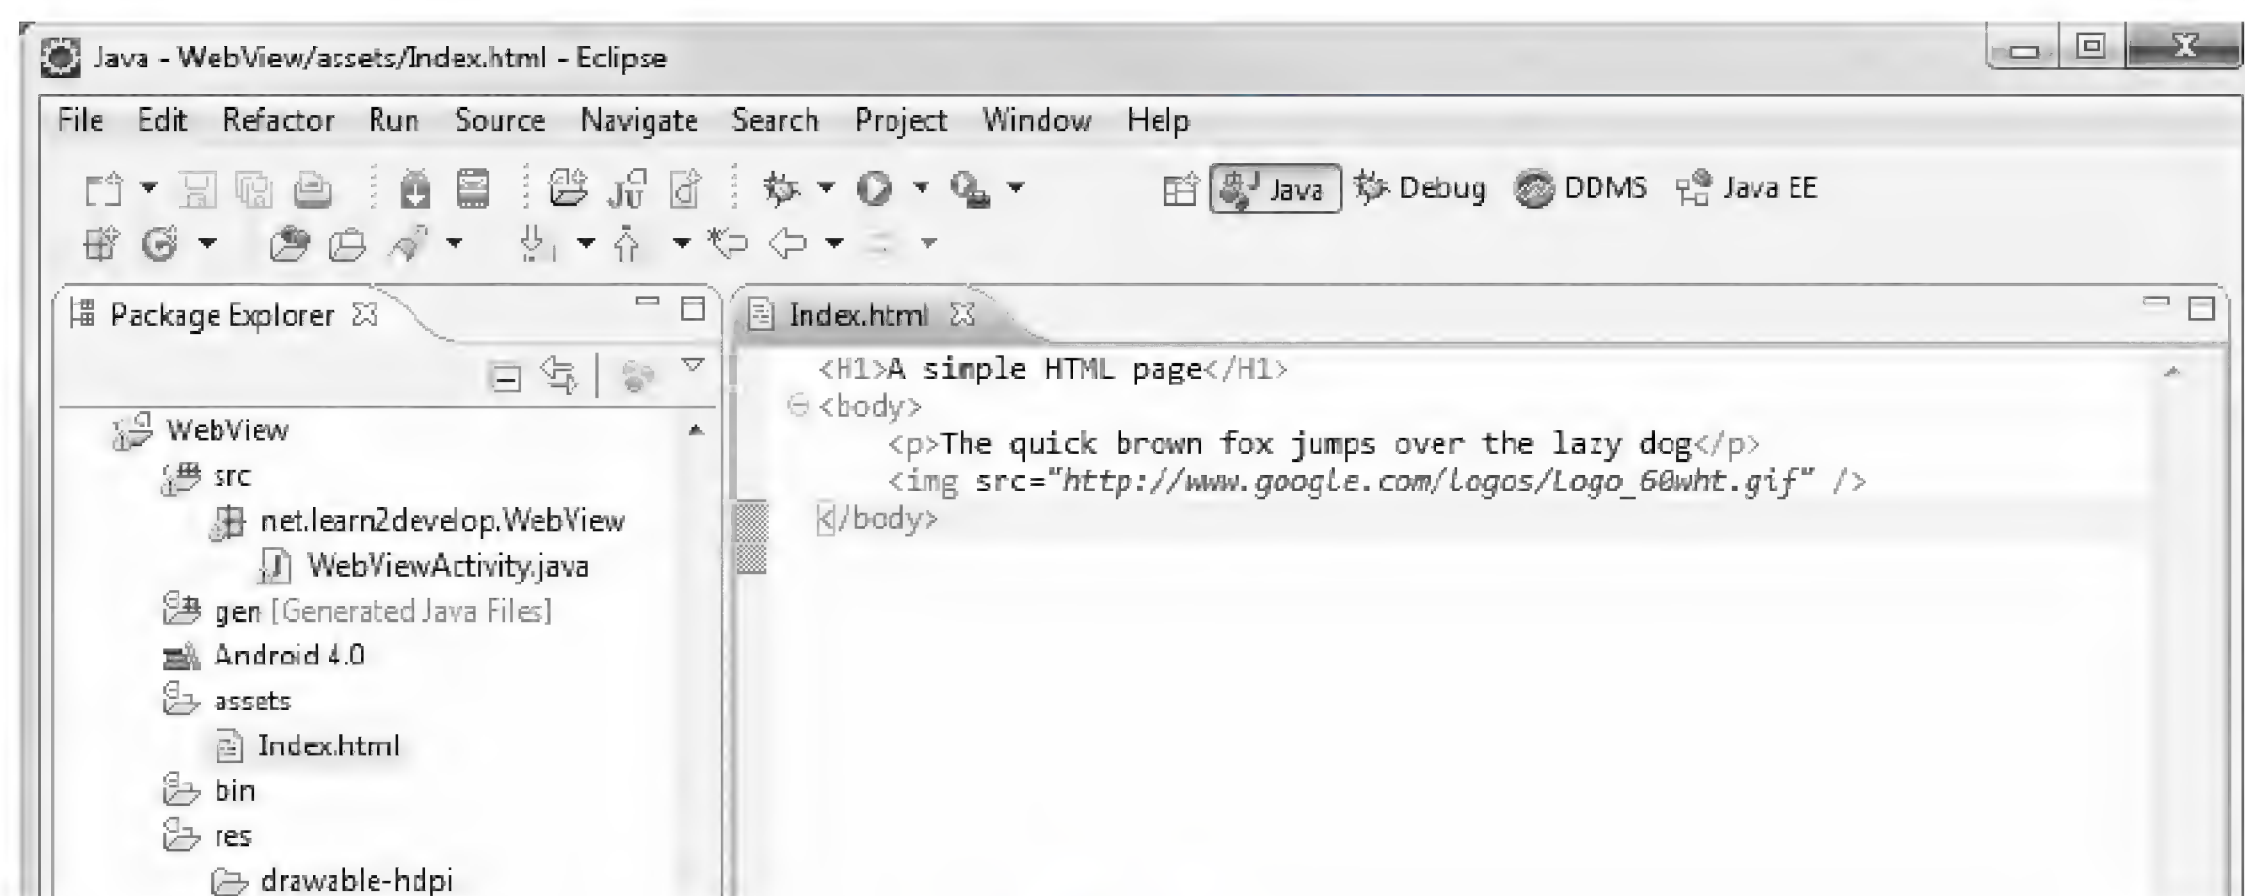 Java - WebView/assets/Index.html - Eclipse
File Edit Refactor Run Source Navigate Search Project Window Help
Java Debug DDMS Java EE
Package Explorer
Index.html
<H1>A simple HTML page</H1>
<body>
<p>The quick brown fox jumps over the lazy dog</p>
<img src="http://www.google.com/logos/Logo_60wht.gif" />
</body>
WebView
src
net.learn2develop.WebView
WebViewActivity.java
gen [Generated Java Files]
Android 4.0
assets
Index.html
bin
res
drawable-hdpi